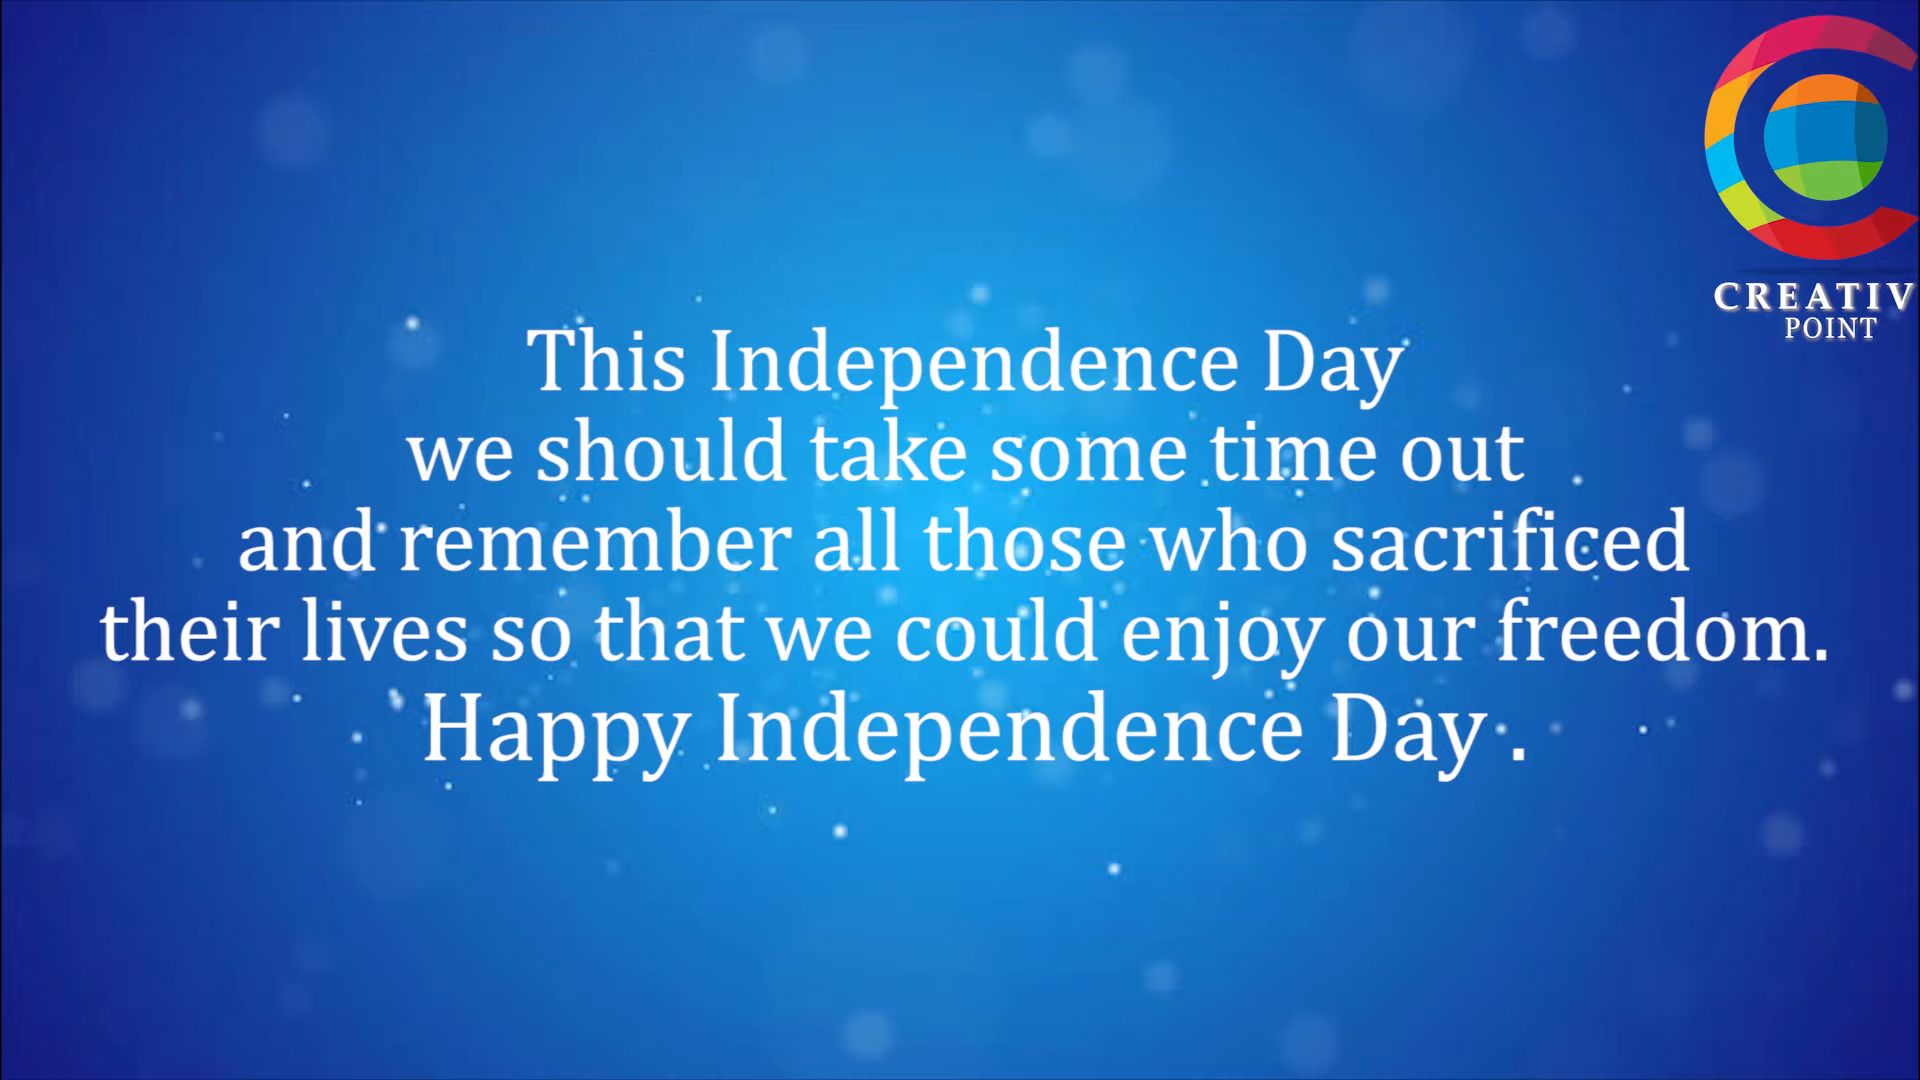 CREATIV
POINT
This Independence Day
we should take some time out
and remember all those who sacrificed
their lives so that we could enjoy our freedom.
Happy Independence Day .